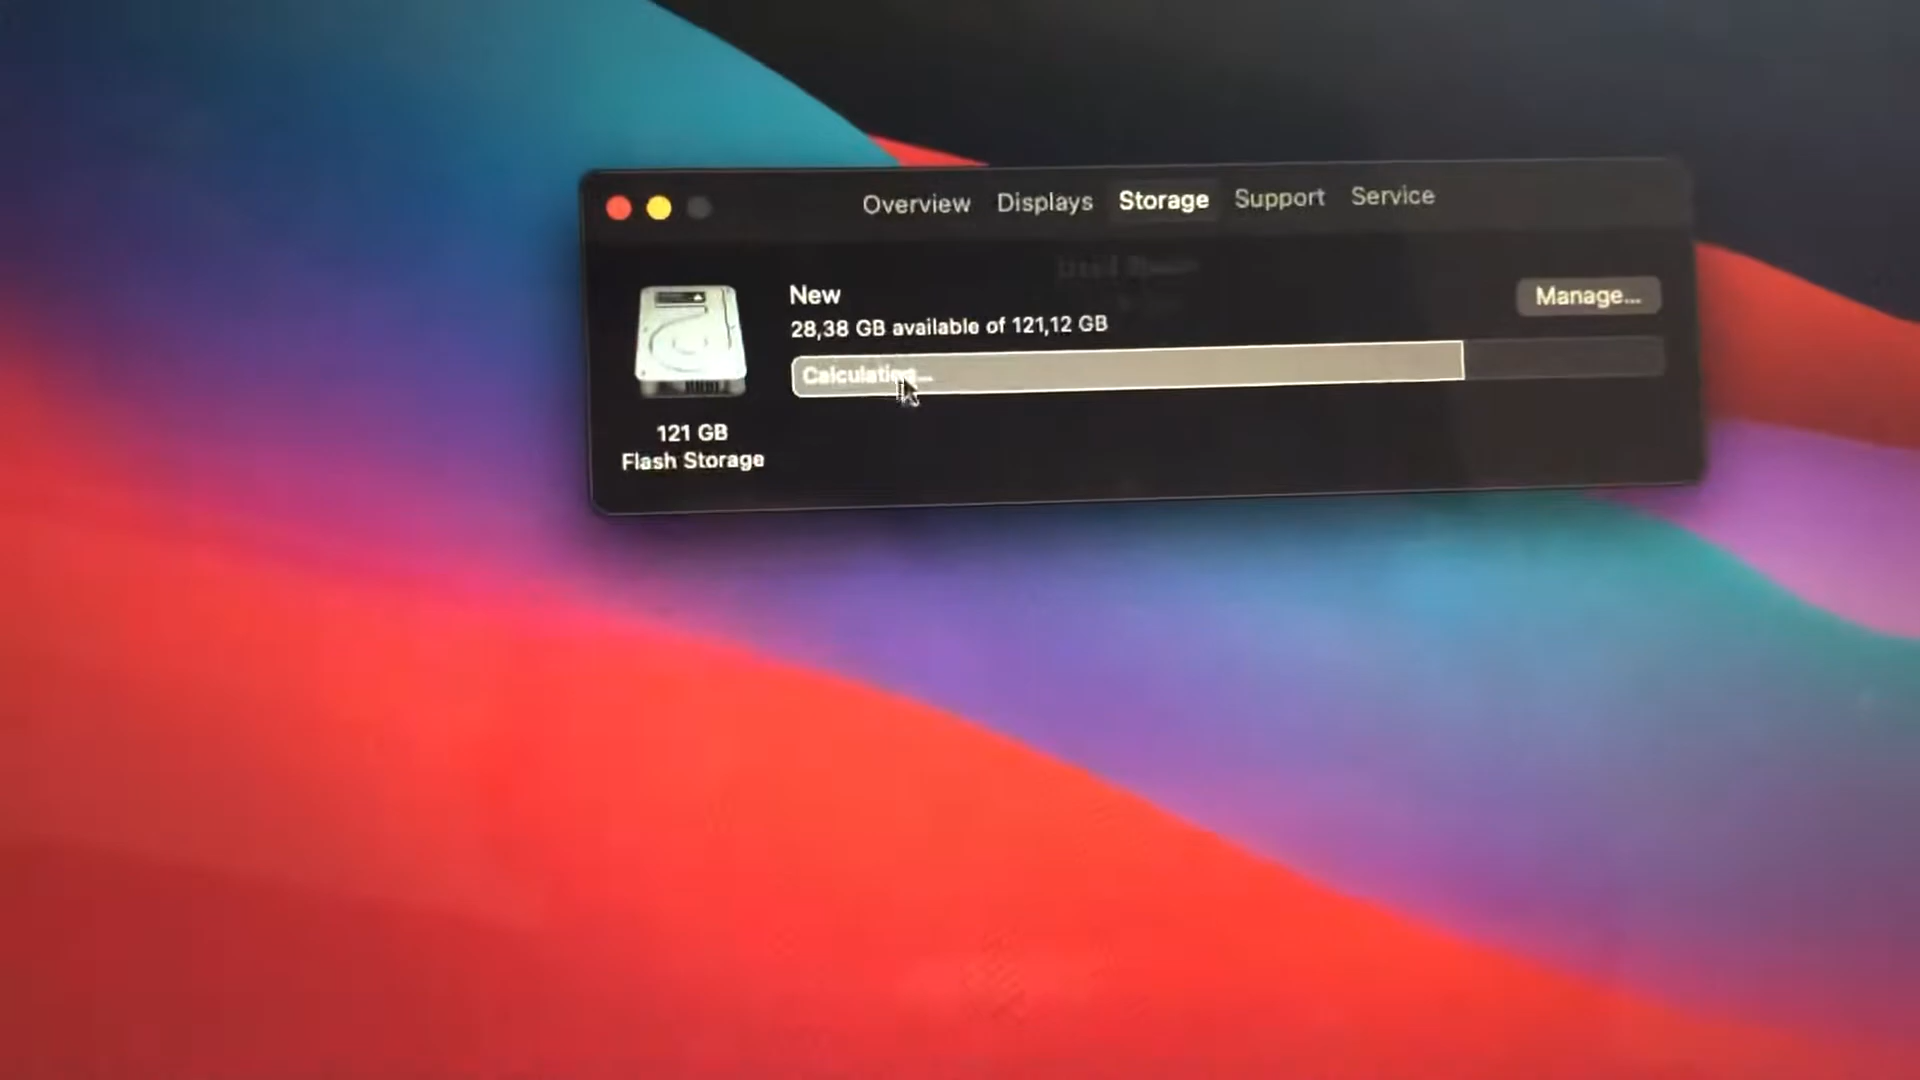 Overview Displays Storage Support Service
New
Manage...
28,38 GB available of 121,12 GB
Calculating...
121 GB
Flash Storage